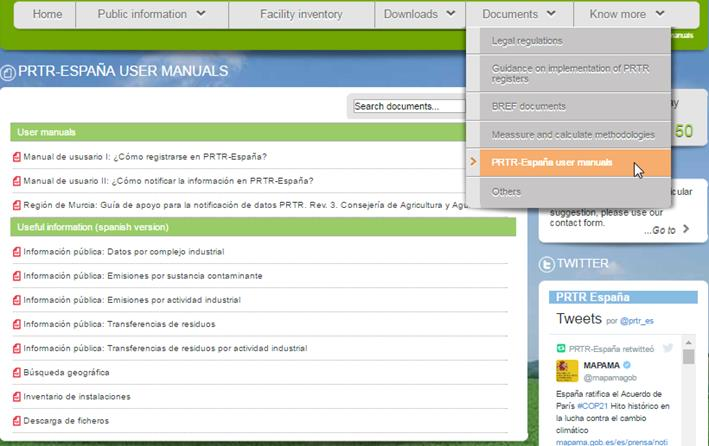 Home
Public information
Facility inventory
Downloads
Documents
Know more
manuals
PRTR-ESPAÑA USER MANUALS
Legal regulations
Guidance on implementation of PRTR
registers
BREF documents
Meassure and calculate methodologies
PRTR-España user manuals
Others
Search documents...
User manuals
Manual de usuario I: ¿Cómo registrarse en PRTR-España?
Manual de usuario II: ¿Cómo notificar la información en PRTR-España?
Región de Murcia: Guía de apoyo para la notificación de datos PRTR. Rev. 3. Consejería de Agricultura y Agu
Useful information (spanish version)
Información pública: Datos por complejo industrial
Información pública: Emisiones por sustancia contaminante
Información pública: Emisiones por actividad industrial
Información pública: Transferencias de residuos
Información pública: Transferencias de residuos por actividad industrial
Búsqueda geográfica
Inventario de instalaciones
Descarga de ficheros
50
suggestion, please use our
contact form.
...Go to
TWITTER
PRTR España
Tweets por @prtr_es
PRTR-España retwitteó
MAPAMA
@mapamagob
España ratifica el Acuerdo de
París #COP21 Hito histórico en
la lucha contra el cambio
climático
mapama.gob.es/es/prensa/noti